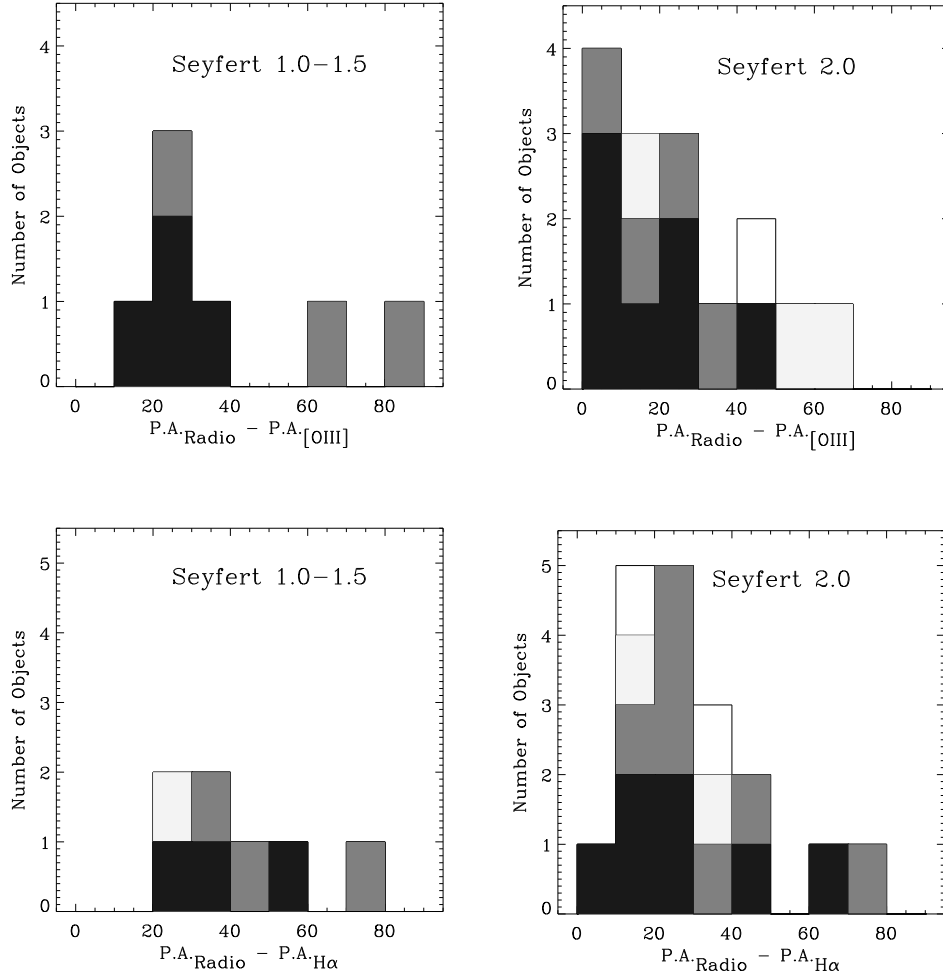 Seyfert 1.0-1.5
Number of Objects
4
3
2
1
0
0 20 40 60 80
P.A.Radio - P.A.[OIII]
Seyfert 2.0
Number of Objects
4
3
2
1
0
0 20 40 60 80
P.A.Radio - P.A.[OIII]
Seyfert 1.0-1.5
Number of Objects
5
4
3
2
1
0
0 20 40 60 80
P.A.Radio - P.A.Hα
Seyfert 2.0
Number of Objects
5
4
3
2
1
0
0 20 40 60 80
P.A.Radio - P.A.Hα